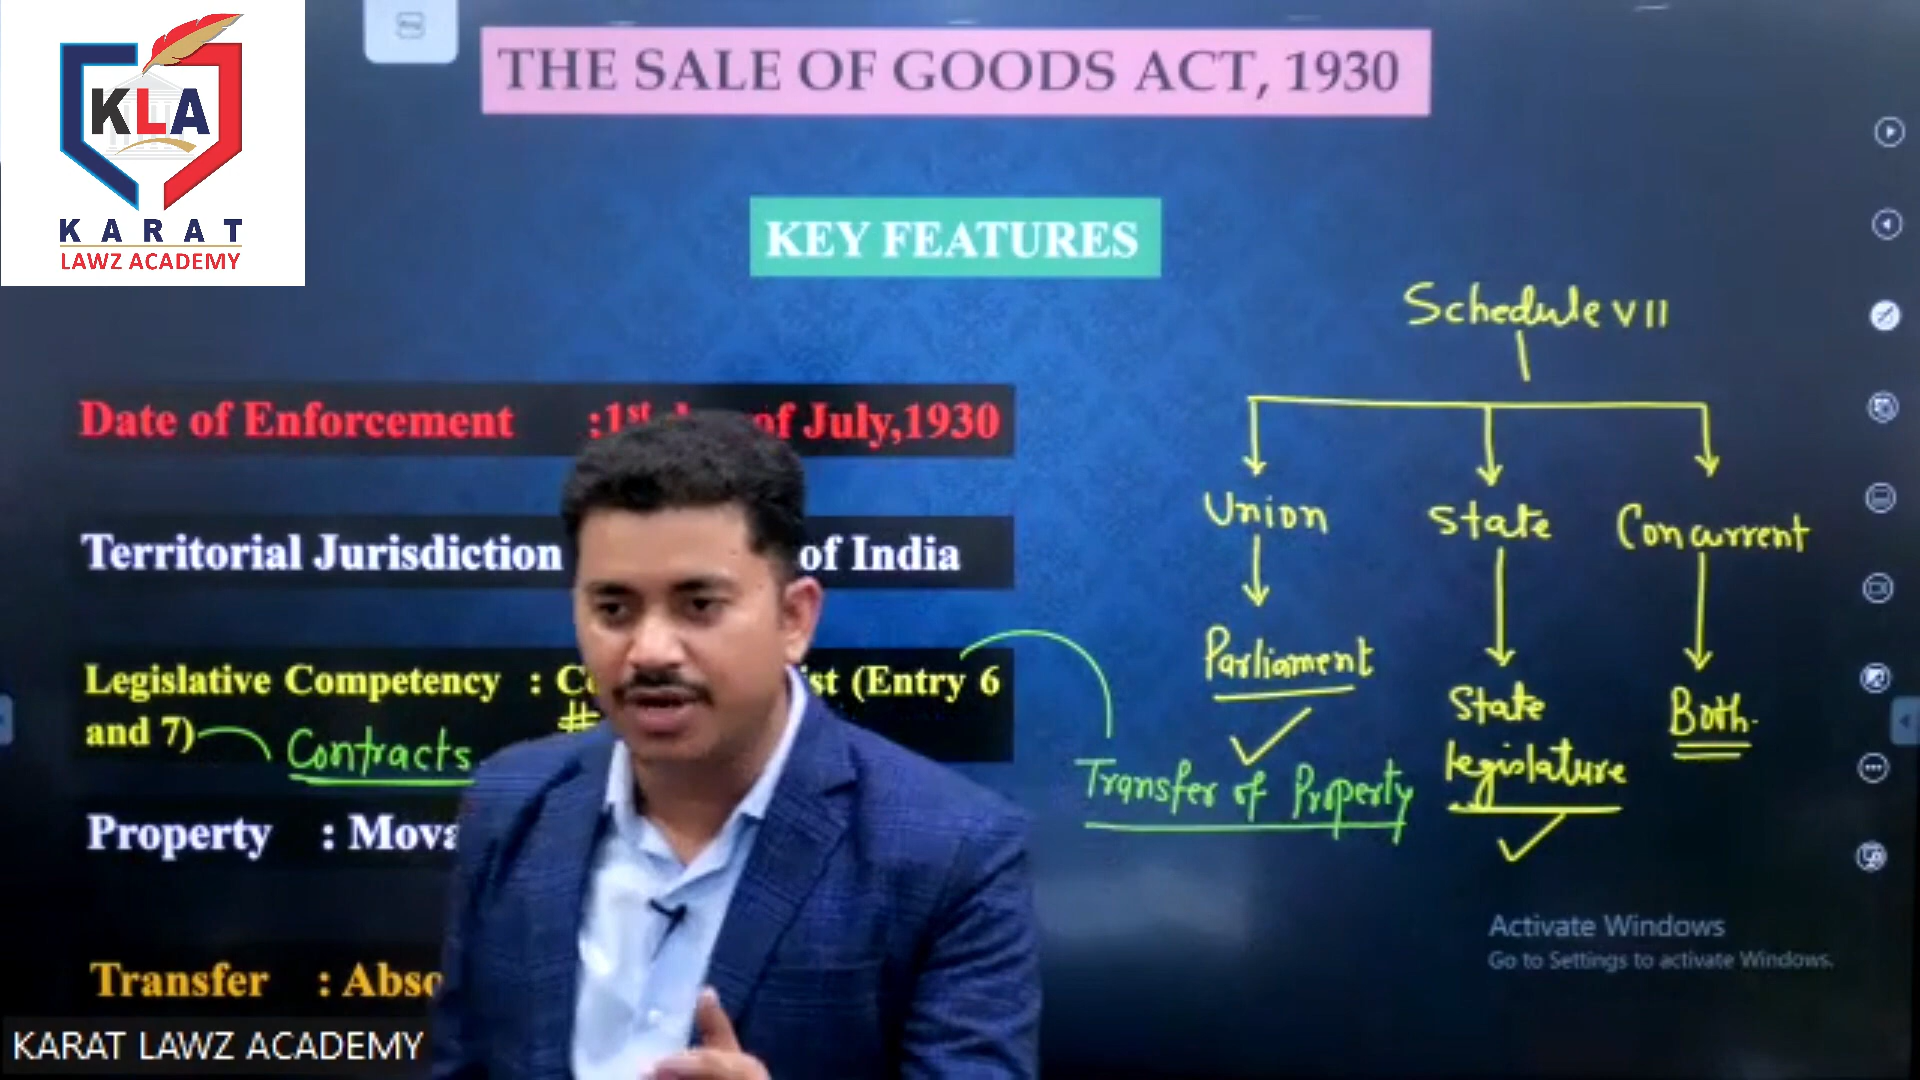 KLA
KARAT
LAWZ ACADEMY
THE SALE OF GOODS ACT, 1930
KEY FEATURES
Schedule VII
Date of Enforcement :1st of July,1930
Union State Concurrent
Territorial Jurisdiction of India
Parliament State legislature Both
Legislative Competency : (Entry 6
and 7) Contracts
#
Transfer of Property
Property :
Transfer :
Activate Windows
Go to Settings to activate Windows.
KARAT LAWZ ACADEMY